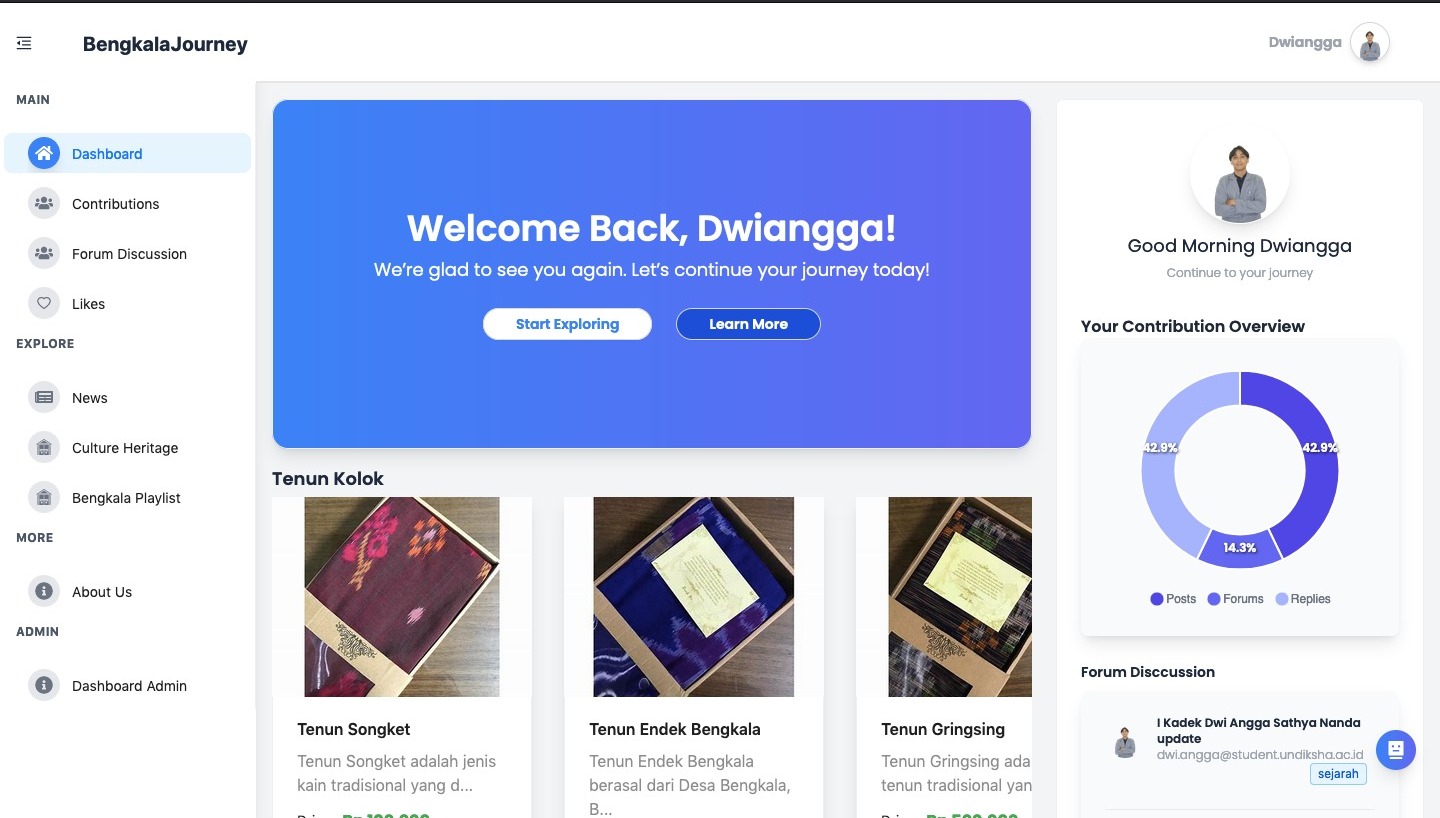 BengkalaJourney
Dwiangga
MAIN
Dashboard
Contributions
Forum Discussion
Likes
EXPLORE
News
Culture Heritage
Bengkala Playlist
MORE
About Us
ADMIN
Dashboard Admin
Welcome Back, Dwiangga!
We're glad to see you again. Let's continue your journey today!
Start Exploring
Learn More
Tenun Kolok
Tenun Songket
Tenun Songket adalah jenis
kain tradisional yang d...
Tenun Endek Bengkala
Tenun Endek Bengkala
berasal dari Desa Bengkala,
B...
Tenun Gringsing
Tenun Gringsing ada
tenun tradisional yan
Good Morning Dwiangga
Continue to your journey
Your Contribution Overview
42.9%
42.9%
14.3%
Posts
Forums
Replies
Forum Disccussion
I Kadek Dwi Angga Sathya Nanda
update
dwi.angga@student.undiksha.ac.id
sejarah